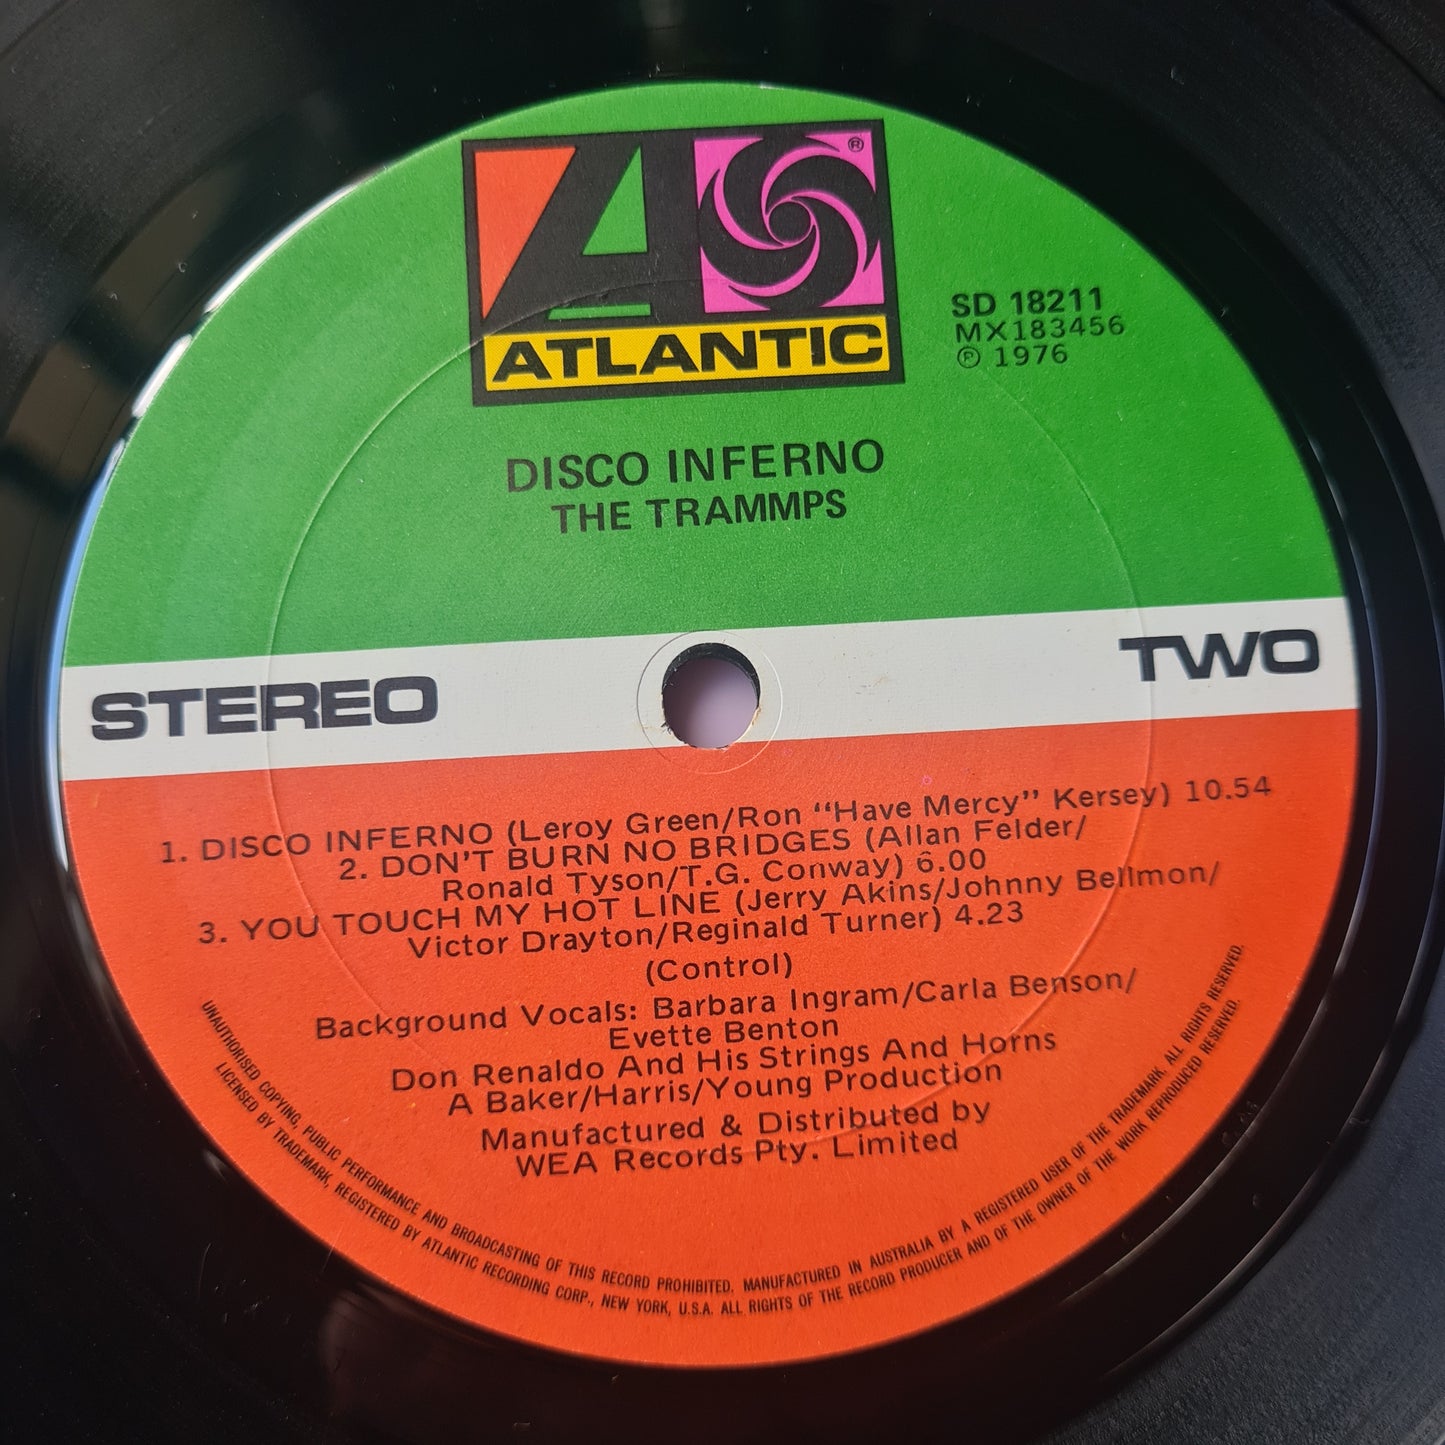 ®
ATLANTIC
SD 18211
MX183456
℗ 1976
DISCO INFERNO
THE TRAMMPS
STEREO
TWO
1. DISCO INFERNO (Leroy Green/Ron “Have Mercy” Kersey) 10.54
2. DON'T BURN NO BRIDGES (Allan Felder/
Ronald Tyson/T.G. Conway) 6.00
3. YOU TOUCH MY HOT LINE (Jerry Akins/Johnny Bellmon/
Victor Drayton/Reginald Turner) 4.23
(Control)
Background Vocals: Barbara Ingram/Carla Benson/
Evette Benton
Don Renaldo And His Strings And Horns
A Baker/Harris/Young Production
Manufactured & Distributed by
WEA Records Pty. Limited
UNAUTHORISED COPYING, PUBLIC PERFORMANCE AND BROADCASTING OF THIS RECORD PROHIBITED. MANUFACTURED IN AUSTRALIA BY A REGISTERED USER OF THE TRADEMARK. ALL RIGHTS RESERVED.
LICENSED BY TRADEMARK, REGISTERED BY ATLANTIC RECORDING CORP., NEW YORK, U.S.A. ALL RIGHTS OF THE RECORD PRODUCER AND OF THE OWNER OF THE WORK REPRODUCED RESERVED.